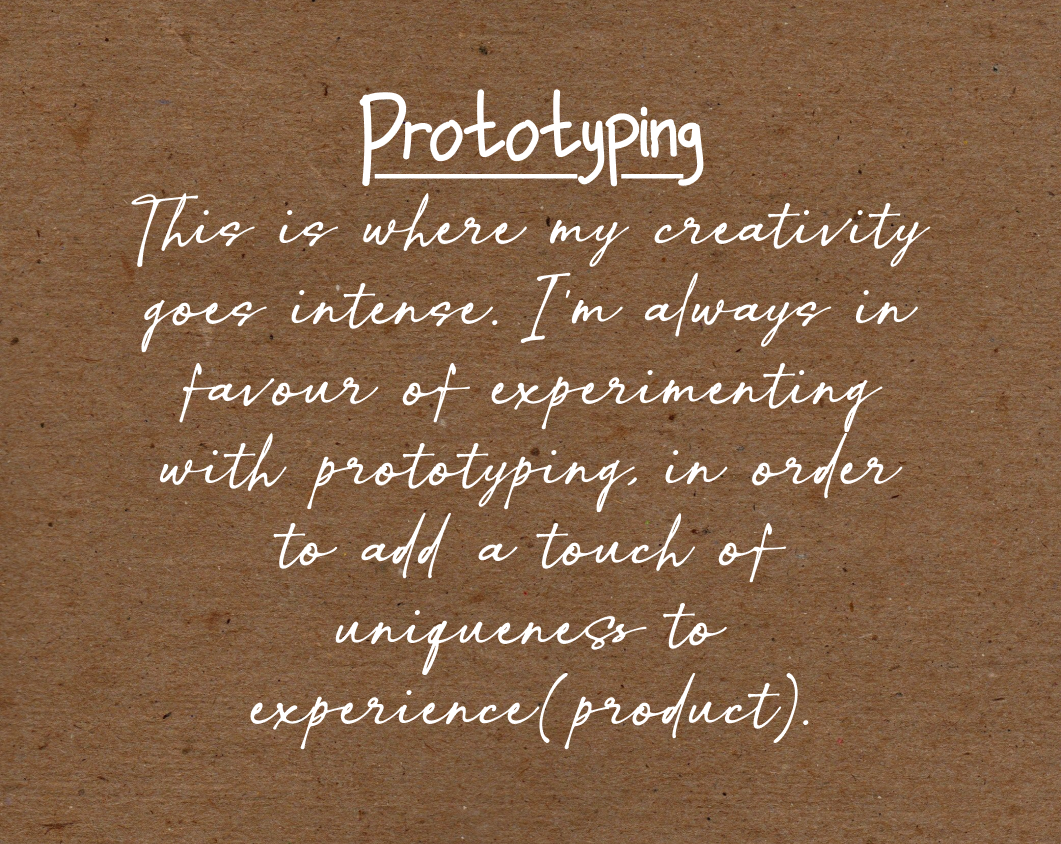 Prototyping
This is where my creativity
goes intense. I'm always in
favour of experimenting
with prototyping, in order
to add a touch of
uniqueness to
experience(product).